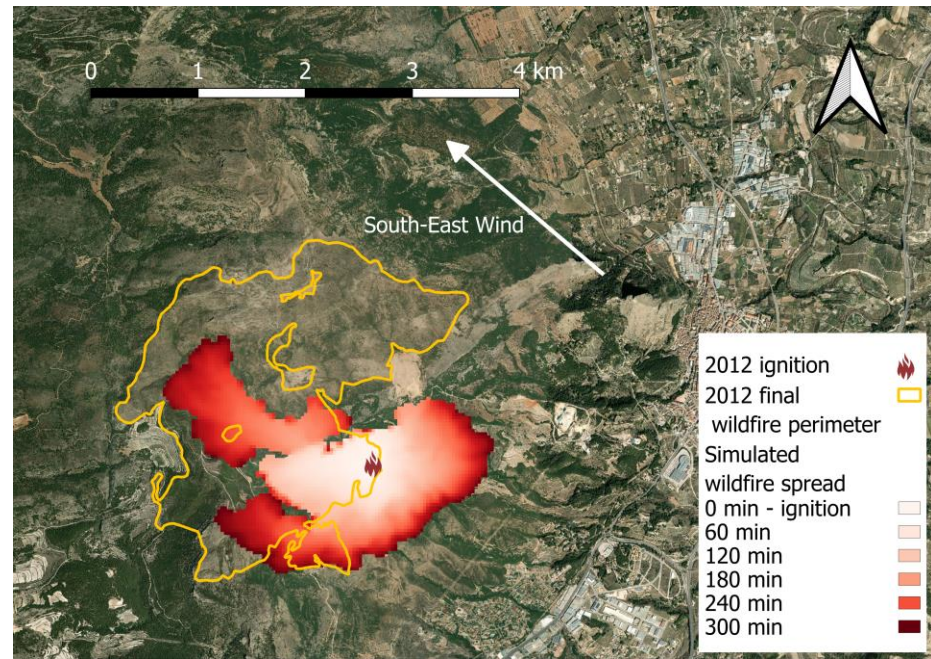 0 1 2 3 4 km
South-East Wind
2012 ignition
2012 final
wildfire perimeter
Simulated
wildfire spread
0 min - ignition
60 min
120 min
180 min
240 min
300 min